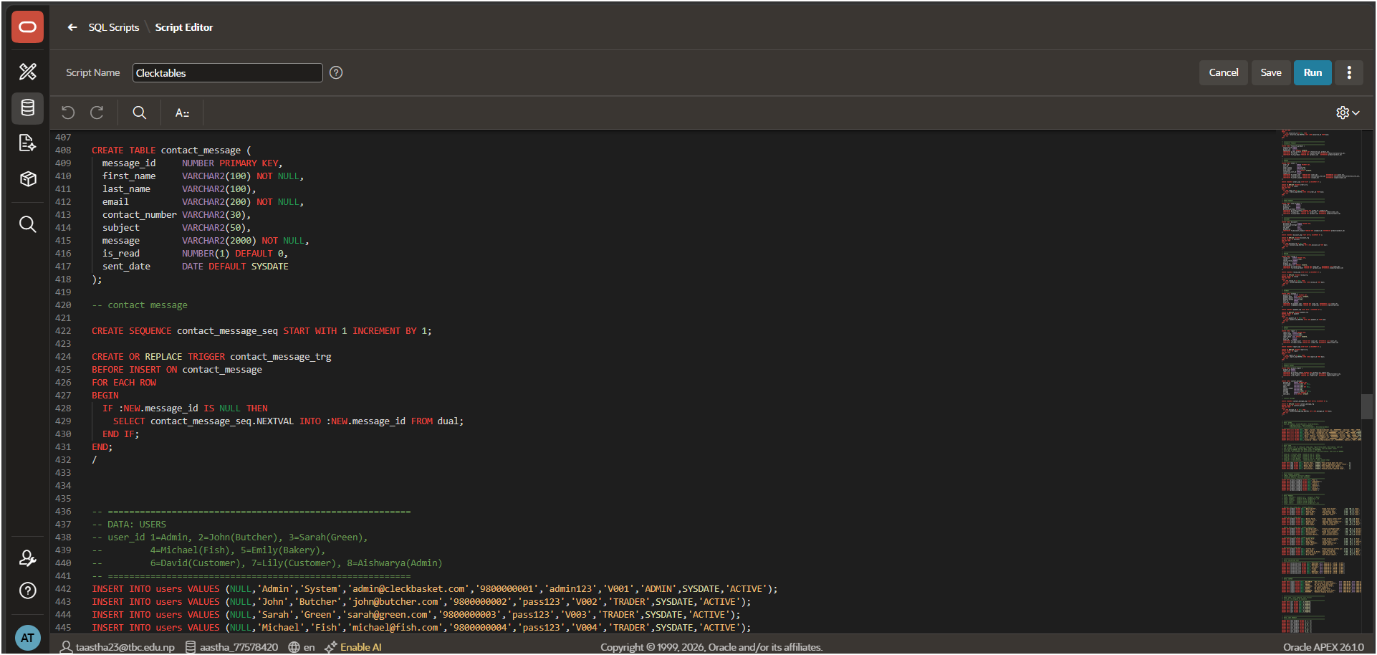 SQL Scripts \ Script Editor
Script Name Clecktables ?
Cancel Save Run
A::
407
408 CREATE TABLE contact_message (
409 message_id NUMBER PRIMARY KEY,
410 first_name VARCHAR2(100) NOT NULL,
411 last_name VARCHAR2(100),
412 email VARCHAR2(200) NOT NULL,
413 contact_number VARCHAR2(30),
414 subject VARCHAR2(50),
415 message VARCHAR2(2000) NOT NULL,
416 is_read NUMBER(1) DEFAULT 0,
417 sent_date DATE DEFAULT SYSDATE
418 );
419
420 -- contact message
421
422 CREATE SEQUENCE contact_message_seq START WITH 1 INCREMENT BY 1;
423
424 CREATE OR REPLACE TRIGGER contact_message_trg
425 BEFORE INSERT ON contact_message
426 FOR EACH ROW
427 BEGIN
428 IF :NEW.message_id IS NULL THEN
429 SELECT contact_message_seq.NEXTVAL INTO :NEW.message_id FROM dual;
430 END IF;
431 END;
432 /
433
434
435
436 -- =========================================================
437 -- DATA: USERS
438 -- user_id 1=Admin, 2=John(Butcher), 3=Sarah(Green),
439 -- 4=Michael(Fish), 5=Emily(Bakery),
440 -- 6=David(Customer), 7=Lily(Customer), 8=Aishwarya(Admin)
441 -- =========================================================
442 INSERT INTO users VALUES (NULL,'Admin','System','admin@cleckbasket.com','9800000001','admin123','V001','ADMIN',SYSDATE,'ACTIVE');
443 INSERT INTO users VALUES (NULL,'John','Butcher','john@butcher.com','9800000002','pass123','V002','TRADER',SYSDATE,'ACTIVE');
444 INSERT INTO users VALUES (NULL,'Sarah','Green','sarah@green.com','9800000003','pass123','V003','TRADER',SYSDATE,'ACTIVE');
445 INSERT INTO users VALUES (NULL,'Michael','Fish','michael@fish.com','9800000004','pass123','V004','TRADER',SYSDATE,'ACTIVE');
AT
taastha23@tbc.edu.np aastha_77578420 en Enable AI Copyright © 1999, 2026, Oracle and/or its affiliates. Oracle APEX 26.1.0